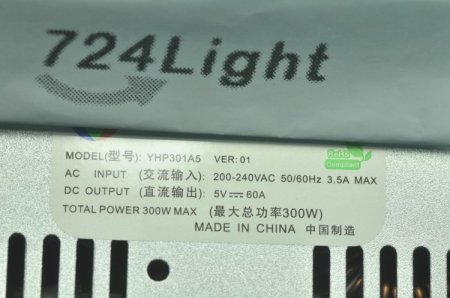 724Light
RoHS
Compliant
MODEL(型号): YHP301A5 VER: 01
AC INPUT (交流输入): 200-240VAC 50/60Hz 3.5A MAX
DC OUTPUT (直流输出): 5V⎓60A
TOTAL POWER 300W MAX (最大总功率300W)
MADE IN CHINA 中国制造